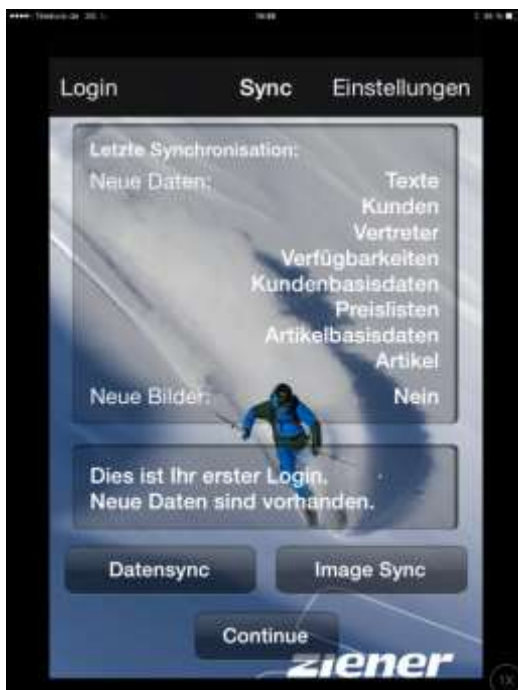 Login Sync Einstellungen
Letzte Synchronisation:
Neue Daten: Texte
Kunden
Vertreter
Verfügbarkeiten
Kundenbasisdaten
Preislisten
Artikelbasisdaten
Artikel
Neue Bilder: Nein
Dies ist Ihr erster Login.
Neue Daten sind vorhanden.
Datensync Image Sync
Continue
ziener
1X